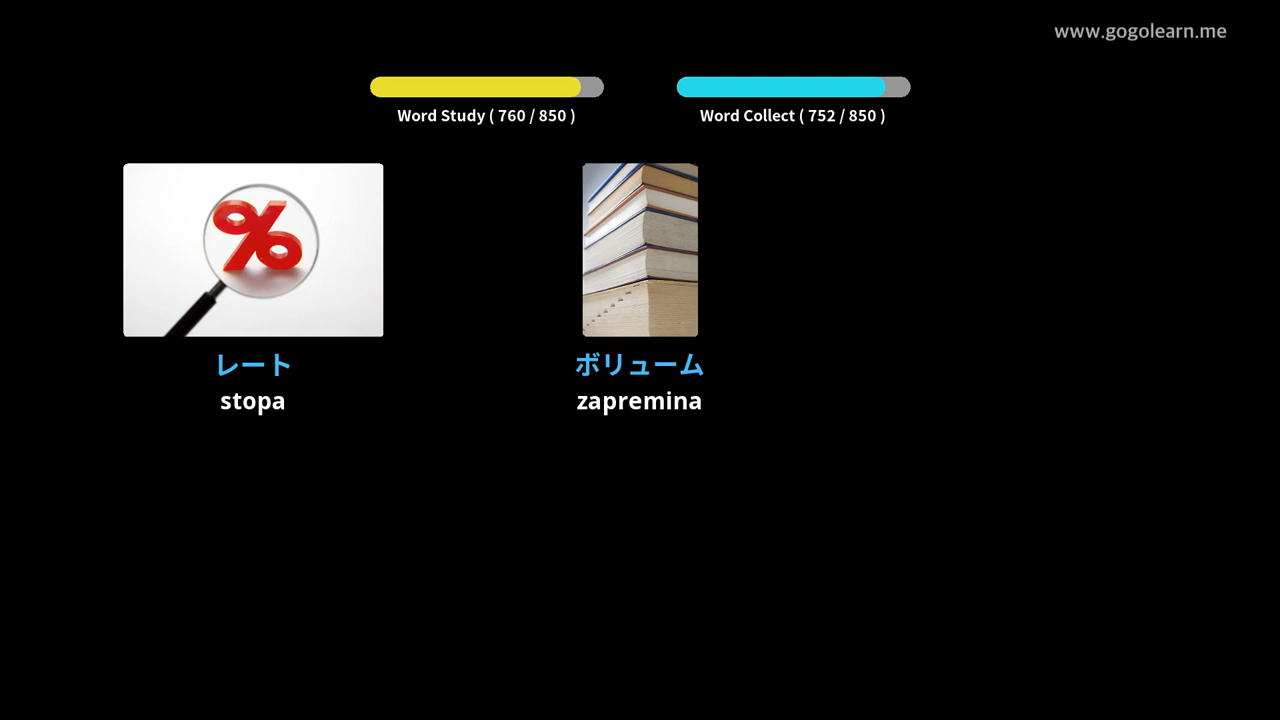 www.gogolearn.me
Word Study ( 760 / 850 )
Word Collect ( 752 / 850 )
%
レート
stopa
ボリューム
zapremina